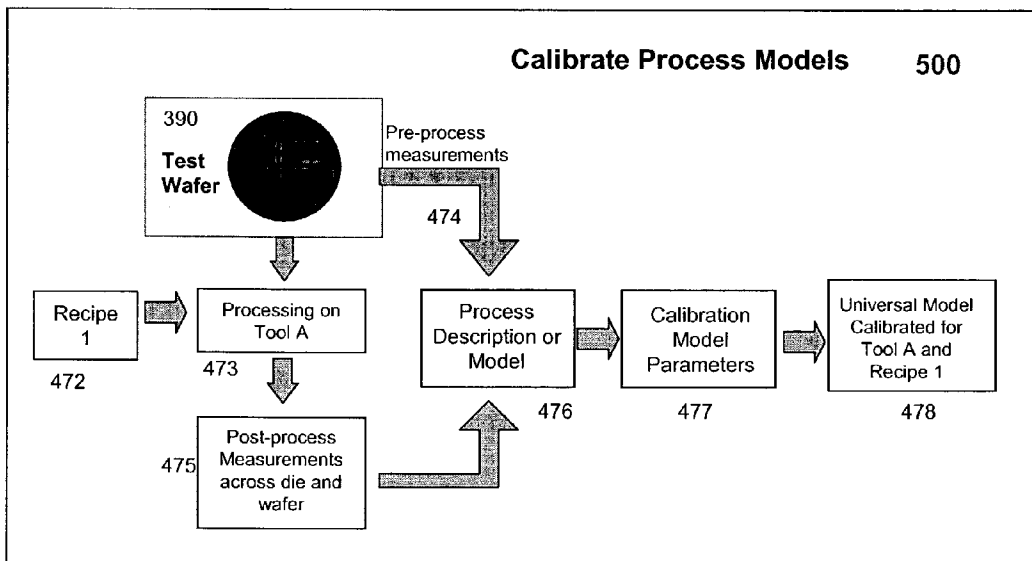 Calibrate Process Models 500
390
Test
Wafer
Pre-process
measurements
474
Recipe
1
472
Processing on
Tool A
473
Process
Description or
Model
476
Calibration
Model
Parameters
477
Universal Model
Calibrated for
Tool A and
Recipe 1
478
475
Post-process
Measurements
across die and
wafer